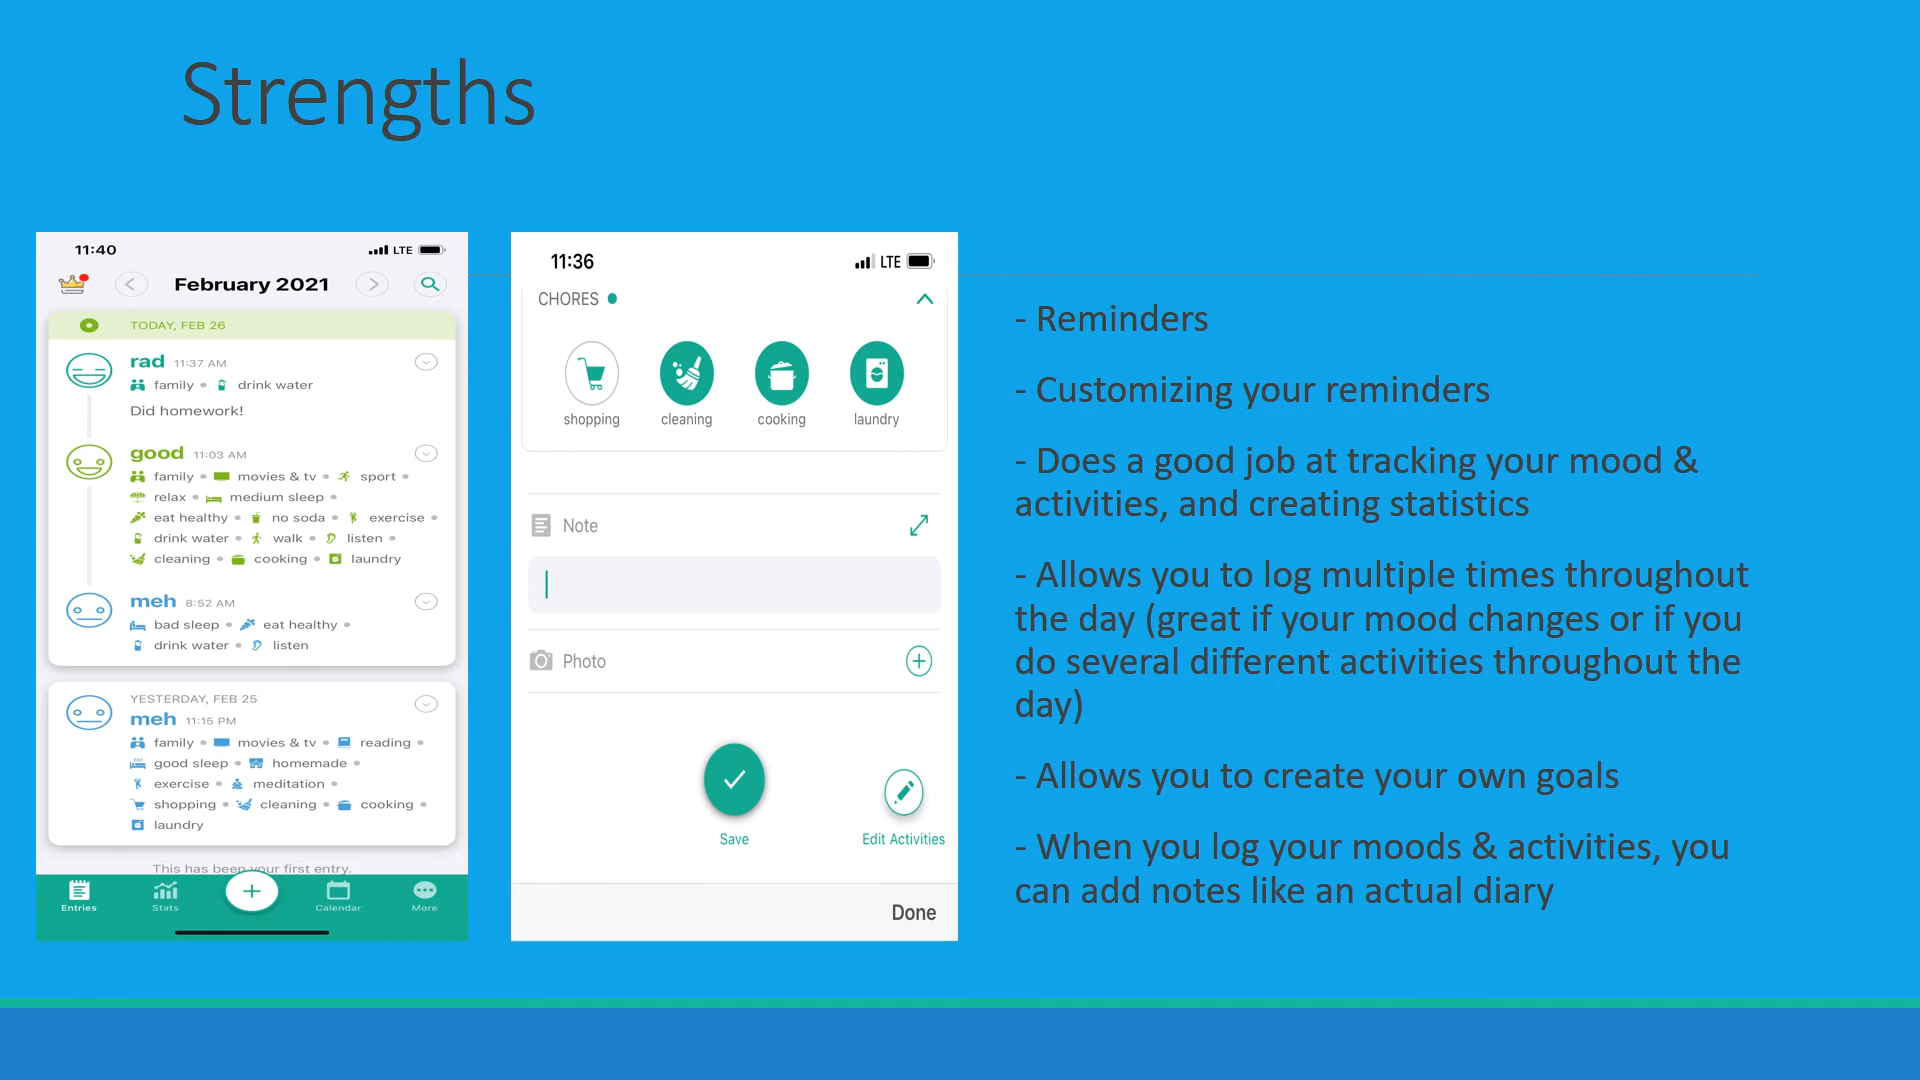 Strengths
11:40
LTE
February 2021
TODAY, FEB 26
rad 11:37 AM
family • drink water
Did homework!
good 11:03 AM
family • movies & tv • sport •
relax • medium sleep •
eat healthy • no soda • exercise •
drink water • walk • listen •
cleaning • cooking • laundry
meh 8:52 AM
bad sleep • eat healthy •
drink water • listen
YESTERDAY, FEB 25
meh 11:15 PM
family • movies & tv • reading •
good sleep • homemade •
exercise • meditation •
shopping • cleaning • cooking •
laundry
This has been your first entry.
Entries Stats Calendar More
11:36
LTE
CHORES
shopping cleaning cooking laundry
Note
Photo
Save
Edit Activities
Done
- Reminders
- Customizing your reminders
- Does a good job at tracking your mood &
activities, and creating statistics
- Allows you to log multiple times throughout
the day (great if your mood changes or if you
do several different activities throughout the
day)
- Allows you to create your own goals
- When you log your moods & activities, you
can add notes like an actual diary